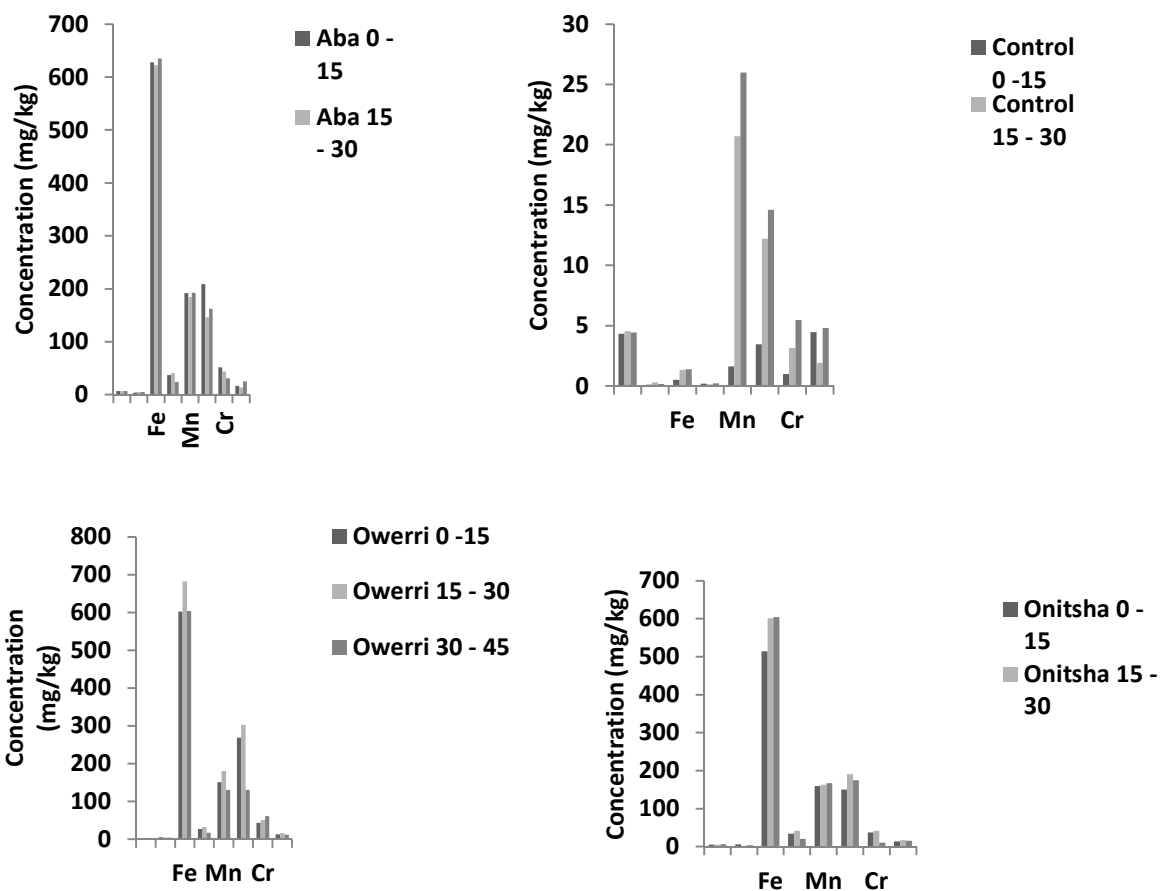 Concentration (mg/kg)
700
600
500
400
300
200
100
0
Fe
Mn
Cr
Aba 0 -
15
Aba 15
- 30
Concentration (mg/kg)
30
25
20
15
10
5
0
Fe Mn Cr
Control
0 -15
Control
15 - 30
Concentration
(mg/kg)
800
700
600
500
400
300
200
100
0
Fe Mn Cr
Owerri 0 -15
Owerri 15 - 30
Owerri 30 - 45
Concentration (mg/kg)
700
600
500
400
300
200
100
0
Fe Mn Cr
Onitsha 0 -
15
Onitsha 15 -
30